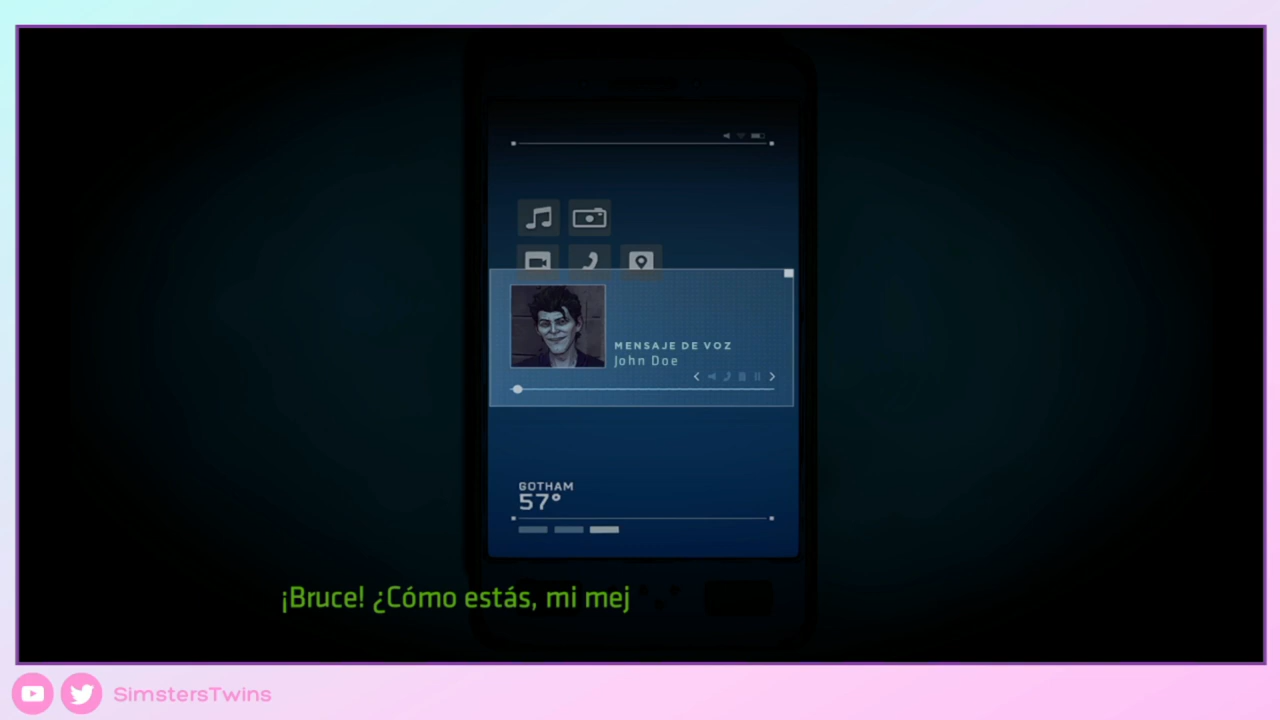 MENSAJE DE VOZ
John Doe
GOTHAM
57°
¡Bruce! ¿Cómo estás, mi mej
SimstersTwins